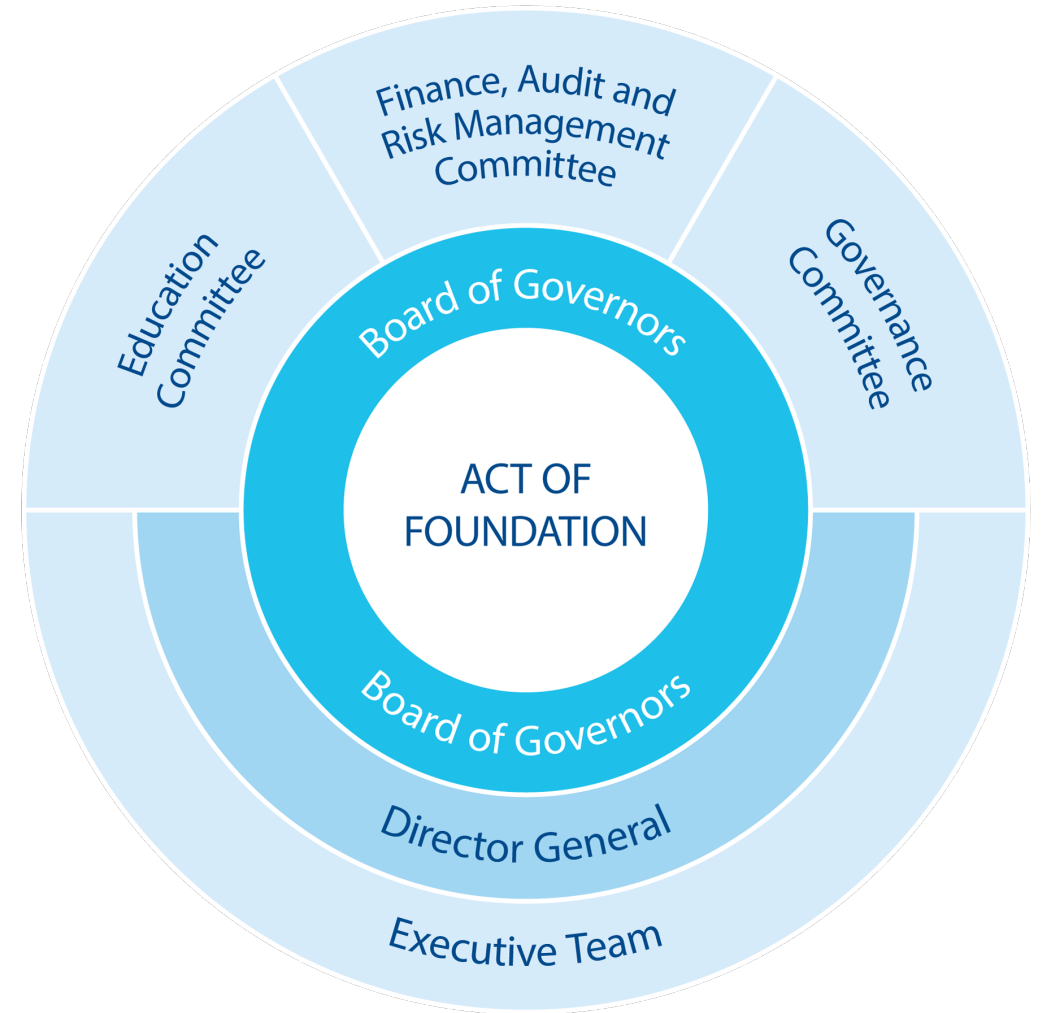 Finance, Audit and
Risk Management
Committee
Education
Committee
Governance
Committee
Board of Governors
ACT OF
FOUNDATION
Board of Governors
Director General
Executive Team